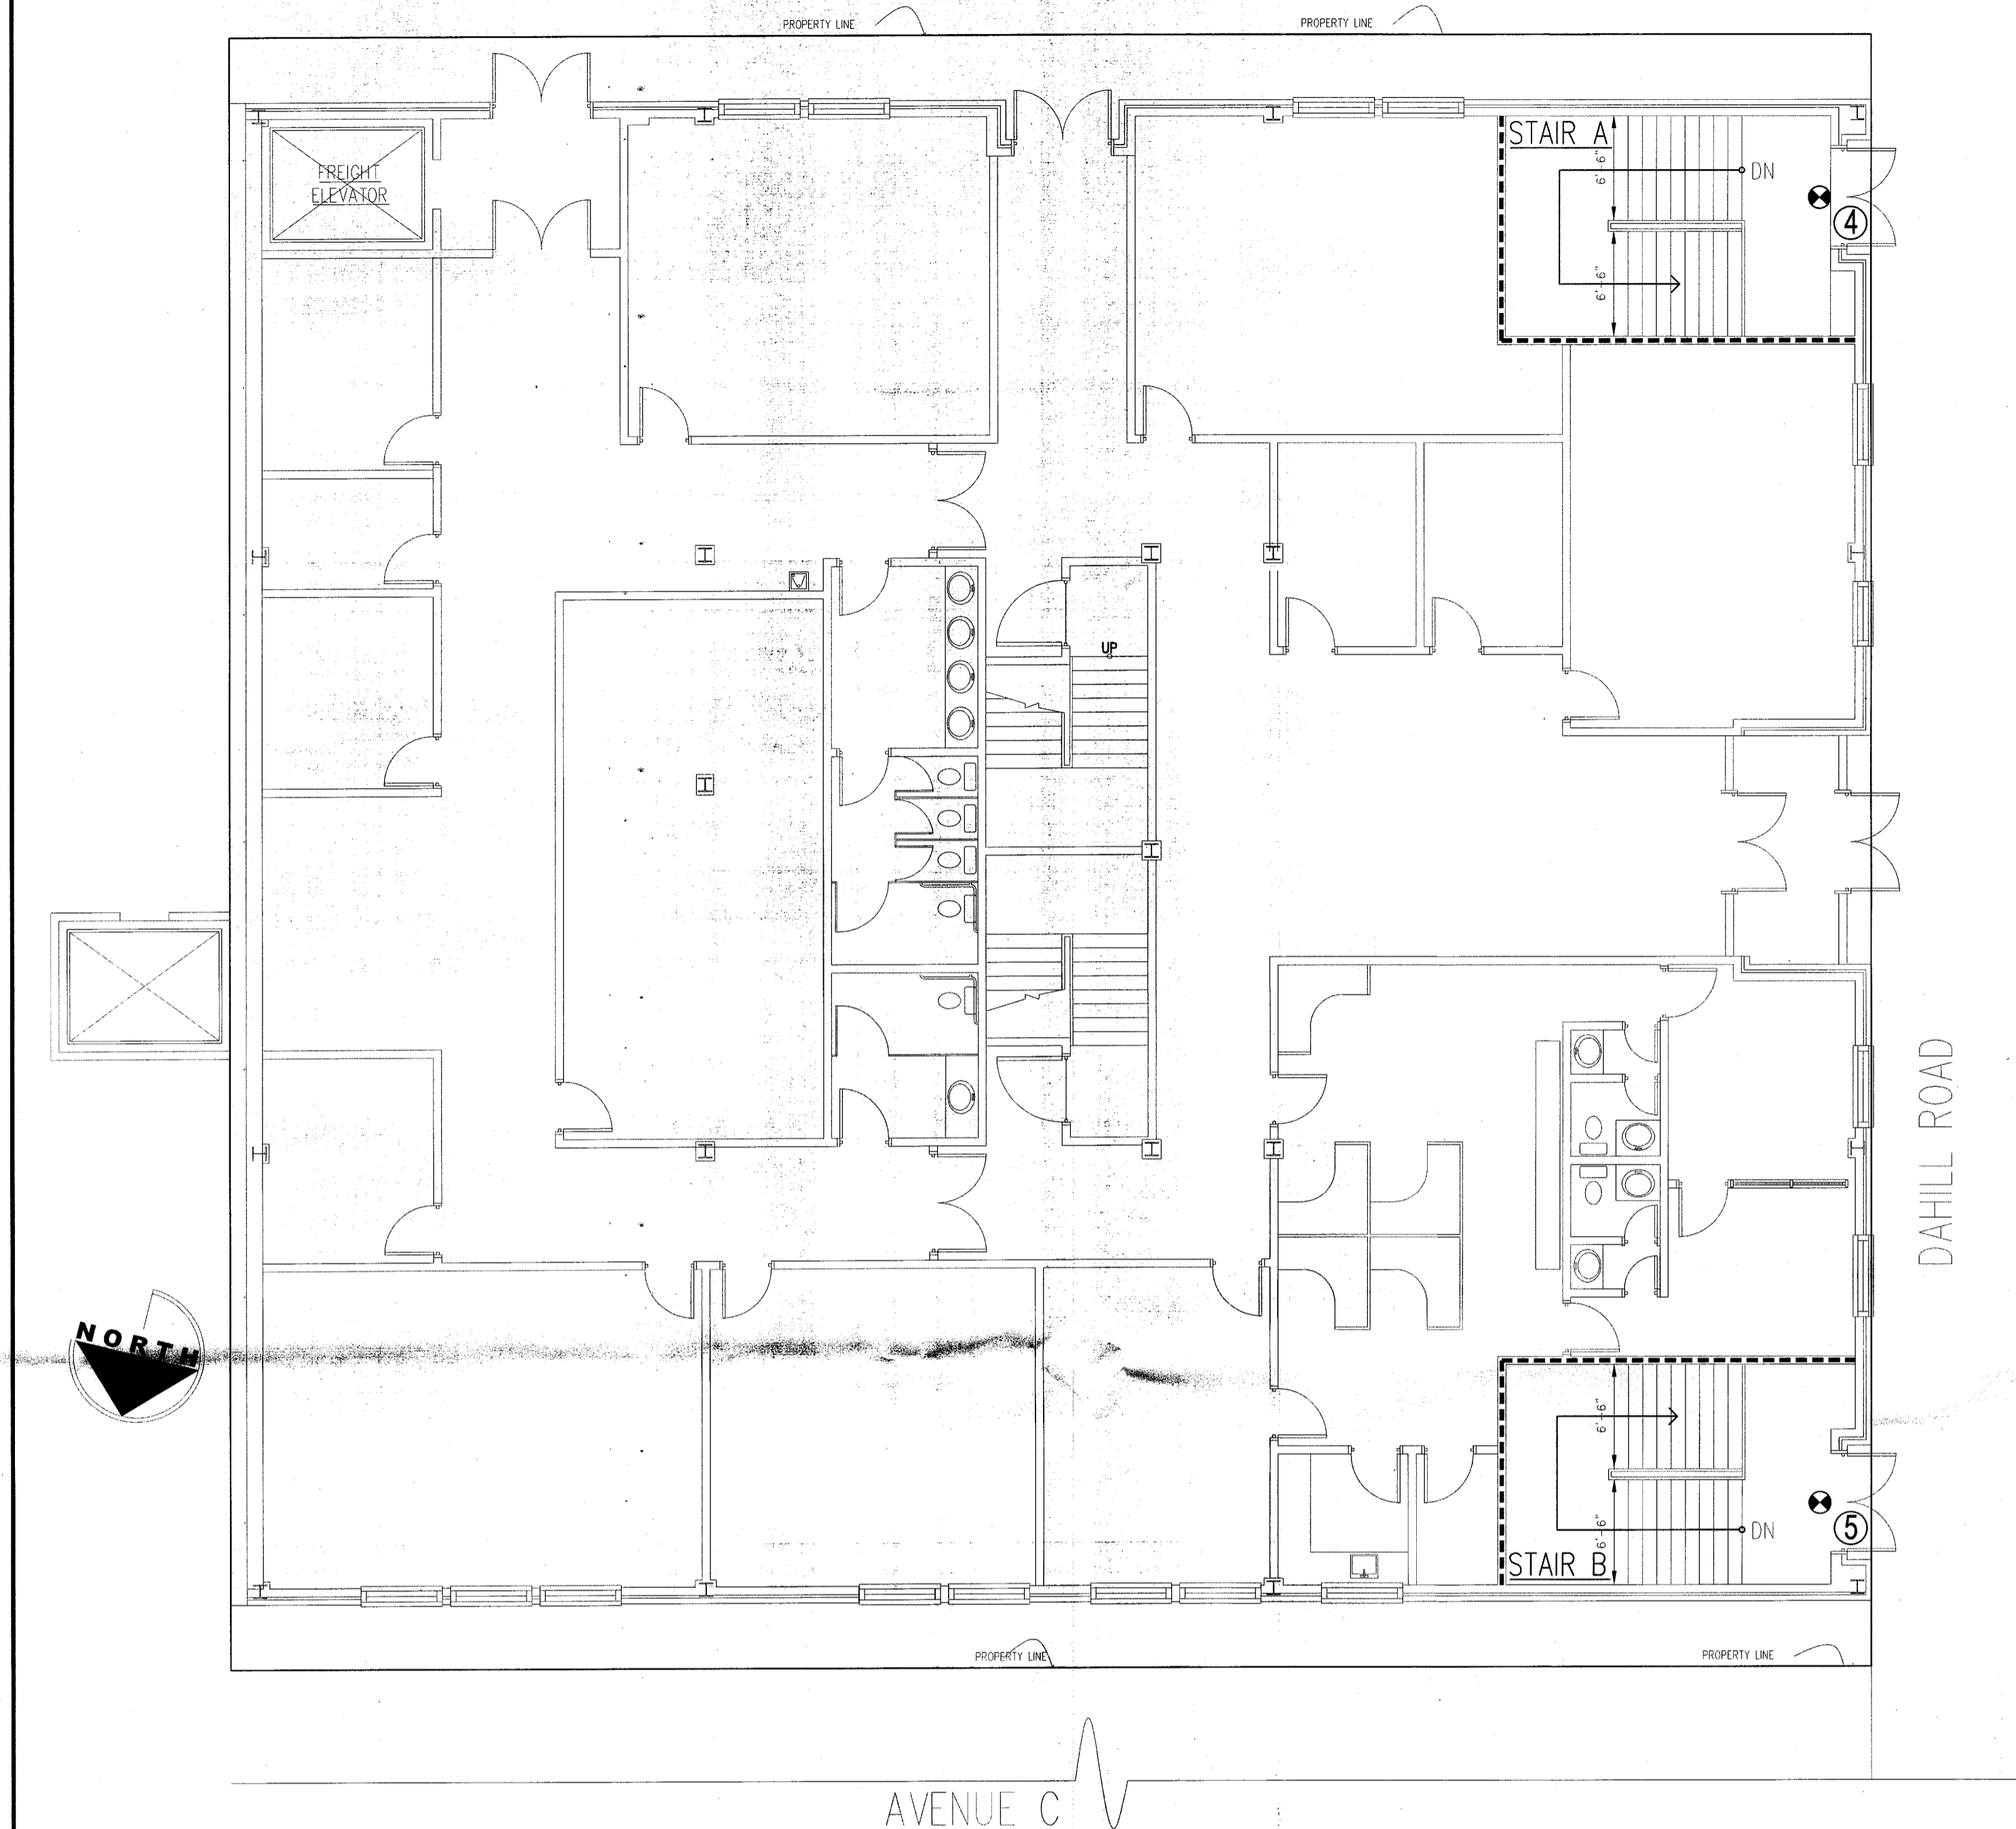 PROPERTY LINE
PROPERTY LINE
FREIGHT
ELEVATOR
STAIR A
6'-6"
DN
4
6'-6"
UP
DAHILL ROAD
NORTH
6'-6"
5
6'-6"
DN
STAIR B
PROPERTY LINE
PROPERTY LINE
AVENUE C